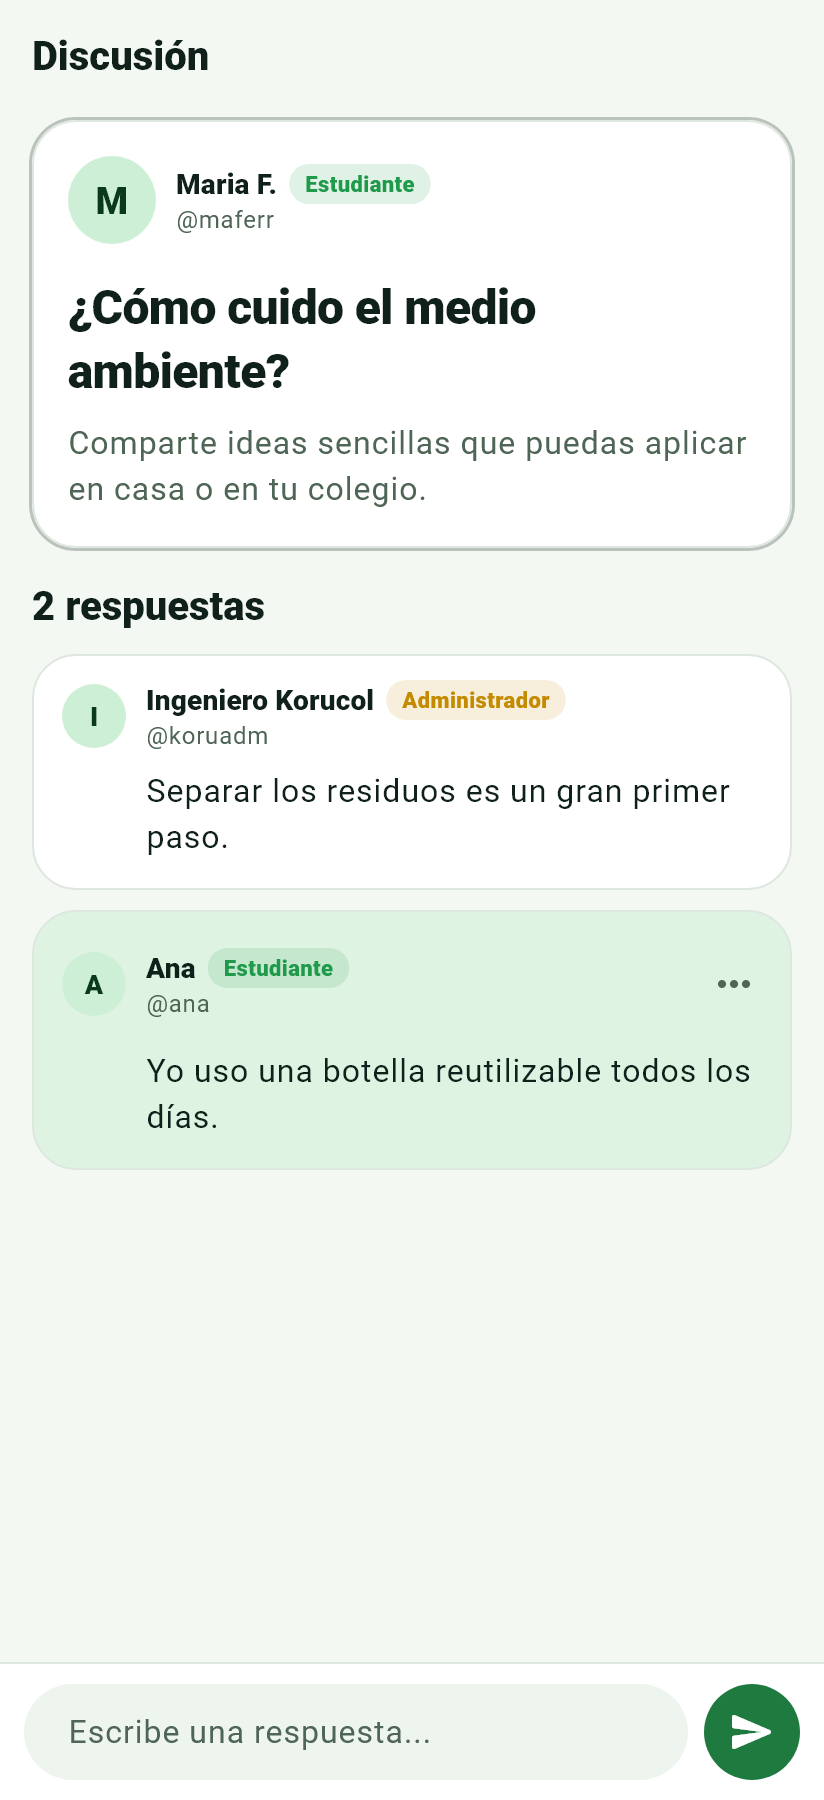 Discusión
M
Maria F. Estudiante
@maferr
¿Cómo cuido el medio
ambiente?
Comparte ideas sencillas que puedas aplicar
en casa o en tu colegio.
2 respuestas
I
Ingeniero Korucol Administrador
@koruadm
Separar los residuos es un gran primer
paso.
A
Ana Estudiante
@ana
Yo uso una botella reutilizable todos los
días.
Escribe una respuesta...